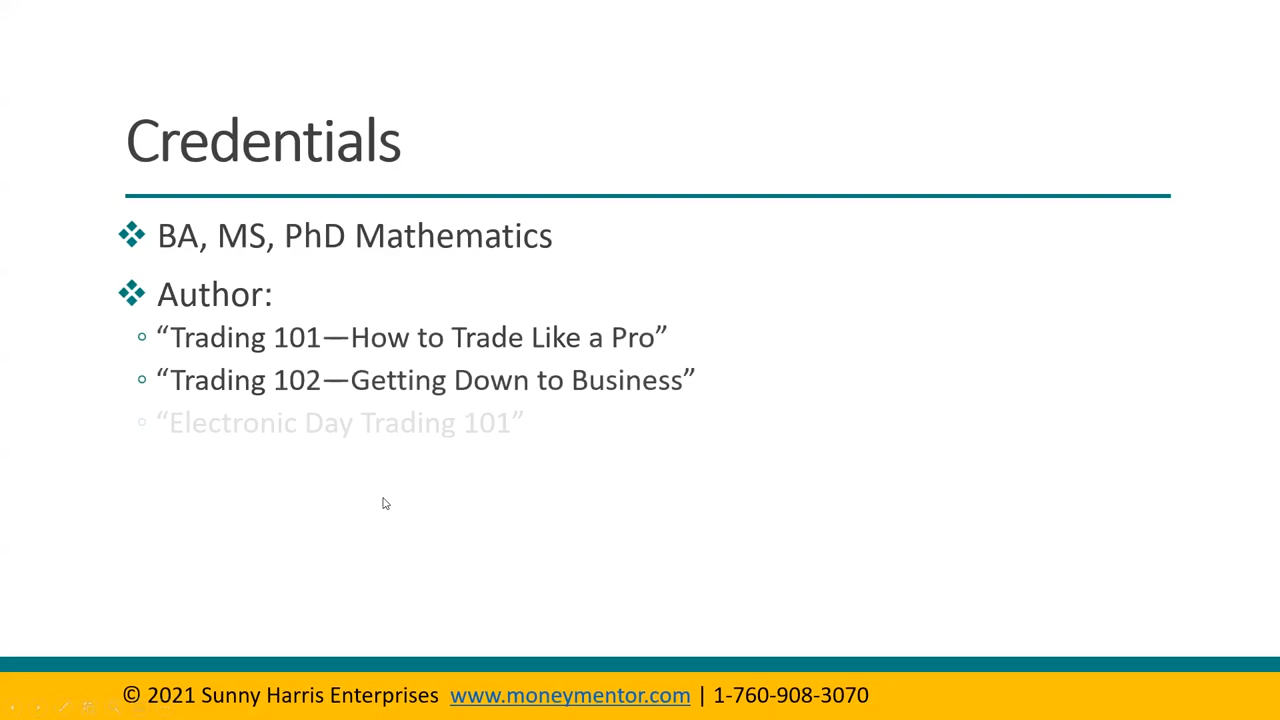 Credentials
❖ BA, MS, PhD Mathematics
❖ Author:
◦ “Trading 101—How to Trade Like a Pro”
◦ “Trading 102—Getting Down to Business”
◦ “Electronic Day Trading 101”
© 2021 Sunny Harris Enterprises www.moneymentor.com | 1-760-908-3070